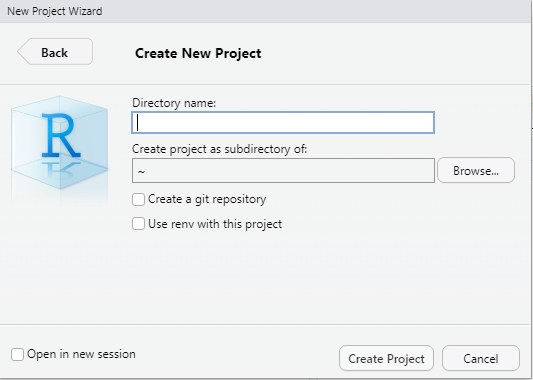 New Project Wizard
Back
Create New Project
R
Directory name:
Create project as subdirectory of:
~
Browse...
Create a git repository
Use renv with this project
Open in new session
Create Project
Cancel